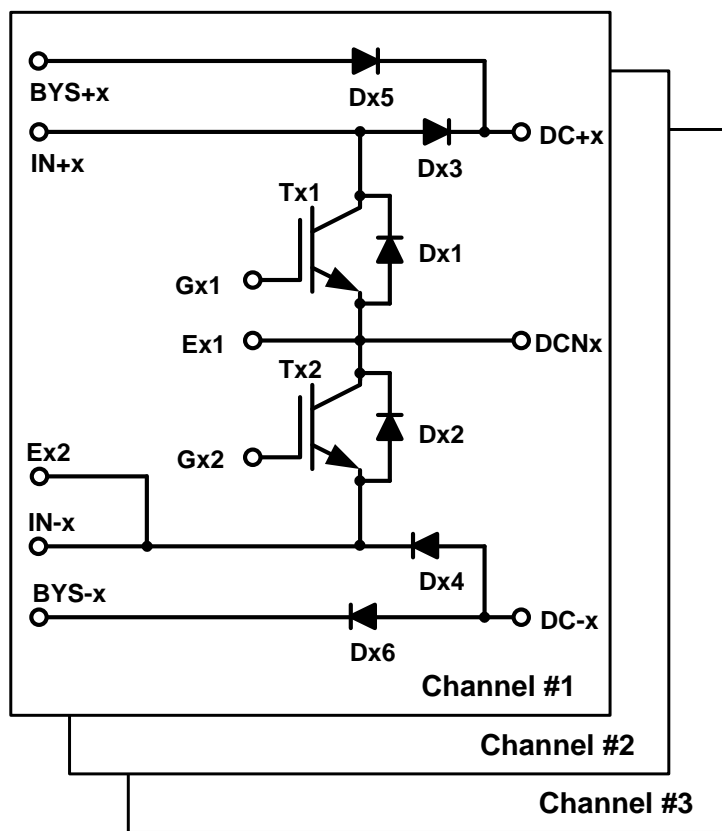 BYS+x
Dx5
IN+x
Dx3
DC+x
Tx1
Dx1
Gx1
Ex1
DCNx
Tx2
Dx2
Ex2
Gx2
IN-x
Dx4
BYS-x
DC-x
Dx6
Channel #1
Channel #2
Channel #3